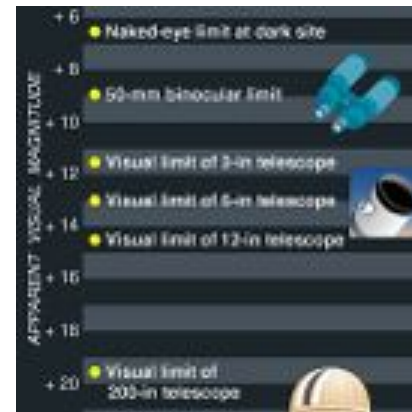 + 6
Naked-eye limit at dark site
+ 8
50-mm binocular limit
+ 10
Visual limit of 3-in telescope
+ 12
Visual limit of 6-in telescope
+ 14
Visual limit of 12-in telescope
+ 16
+ 18
Visual limit of
+ 20
200-in telescope
APPARENT VISUAL MAGNITUDE